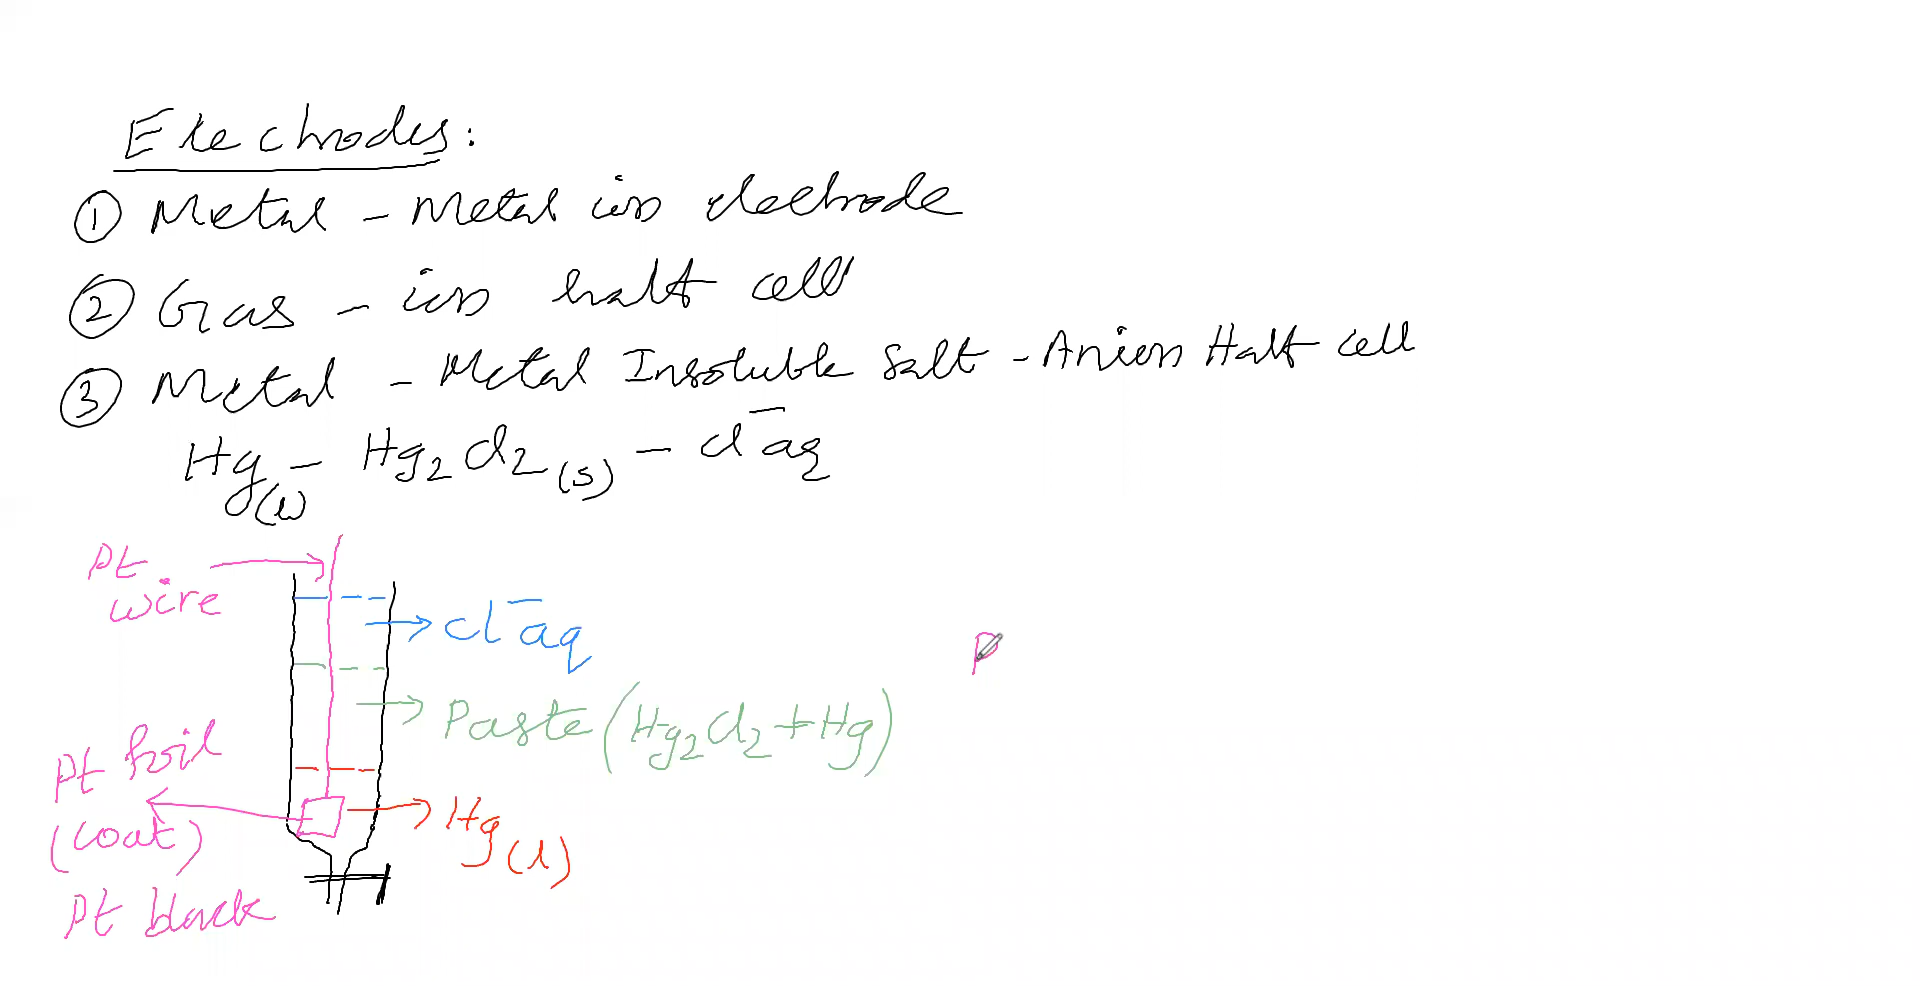 Electrodes:
① Metal - Metal ion electrode
② Gas - ion half cell
③ Metal - Metal Insoluble Salt - Anion Half cell
Hg(l) - Hg2Cl2(s) - Cl¯aq
Pt wire
Cl¯aq
Paste (Hg2Cl2 + Hg)
Hg(l)
Pt foil
(coat)
Pt black
P